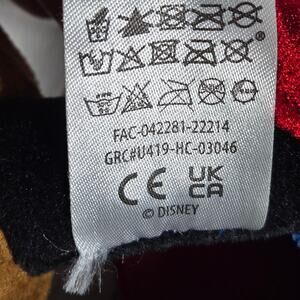 FAC-042281-22214
GRC#U419-HC-03046
CE UK
CA
© DISNEY